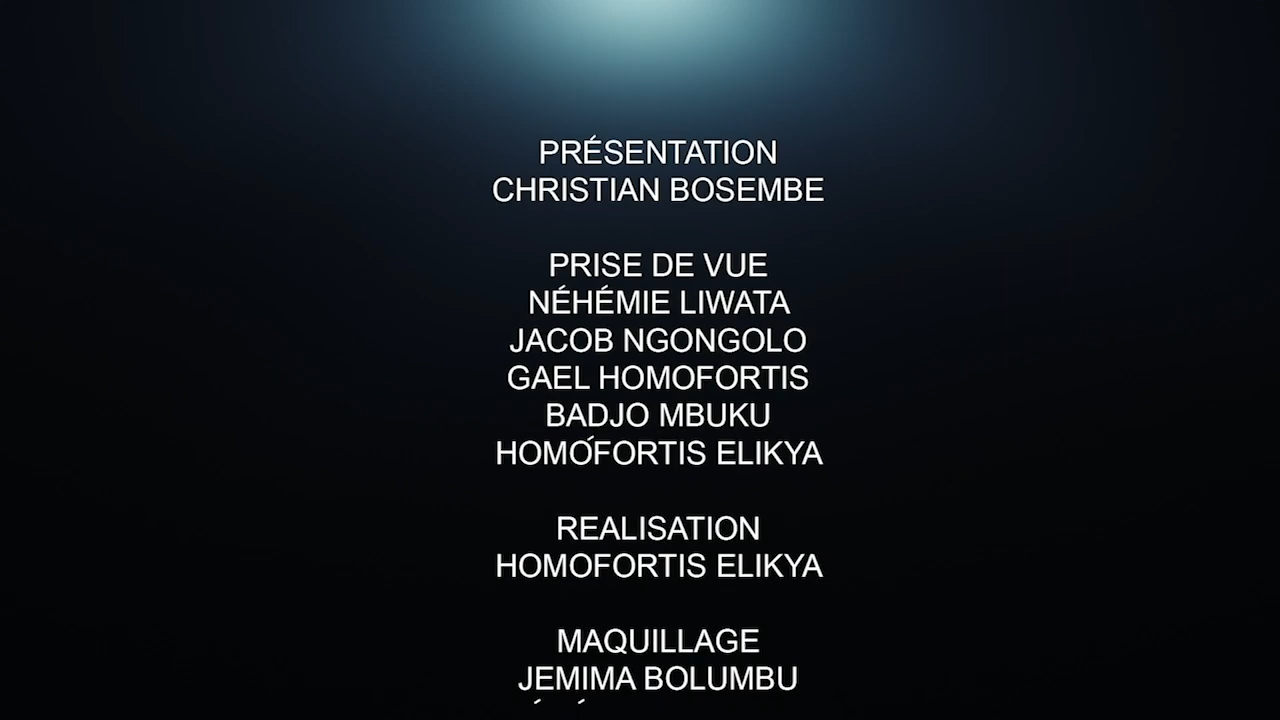 PRÉSENTATION
CHRISTIAN BOSEMBE
PRISE DE VUE
NÉHÉMIE LIWATA
JACOB NGONGOLO
GAEL HOMOFORTIS
BADJO MBUKU
HOMÓFORTIS ELIKYA
REALISATION
HOMOFORTIS ELIKYA
MAQUILLAGE
JEMIMA BOLUMBU